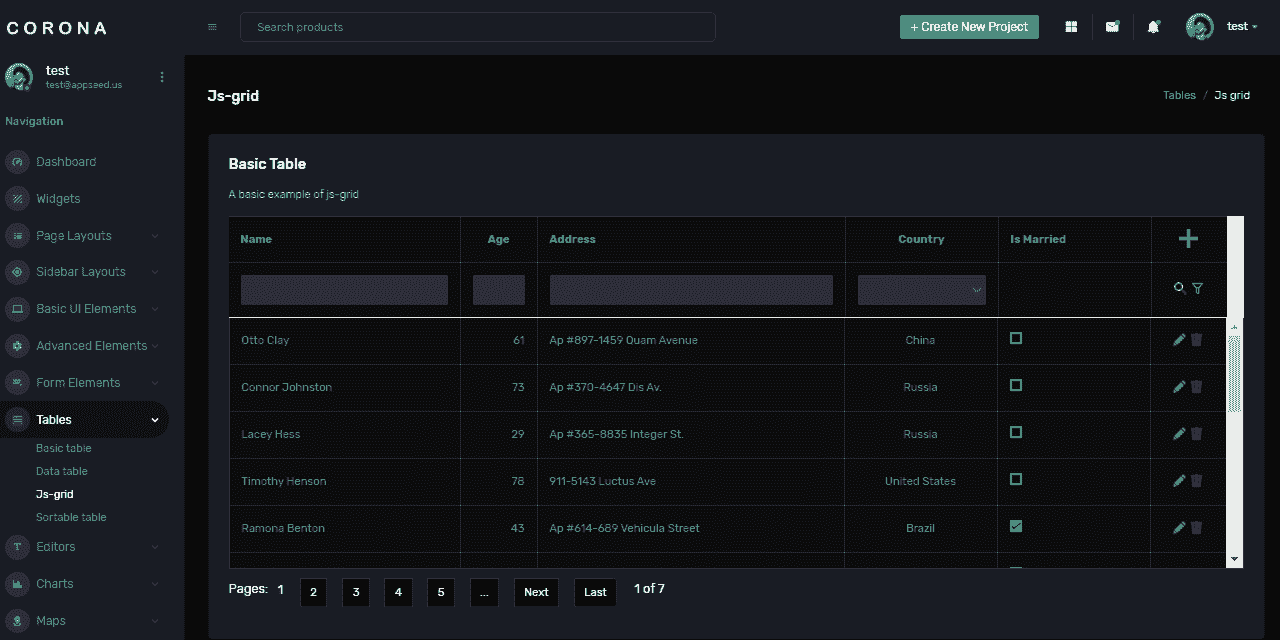 CORONA
Search products
+ Create New Project
test
test
test@appseed.us
Navigation
Dashboard
Widgets
Page Layouts
Sidebar Layouts
Basic UI Elements
Advanced Elements
Form Elements
Tables
Basic table
Data table
Js-grid
Sortable table
Editors
Charts
Maps
Js-grid
Tables / Js grid
Basic Table
A basic example of js-grid
Name Age Address Country Is Married
Otto Clay 61 Ap #897-1459 Quam Avenue China
Connor Johnston 73 Ap #370-4647 Dis Av. Russia
Lacey Hess 29 Ap #365-8835 Integer St. Russia
Timothy Henson 78 911-5143 Luctus Ave United States
Ramona Benton 43 Ap #614-689 Vehicula Street Brazil
Pages: 1 2 3 4 5 ... Next Last 1 of 7